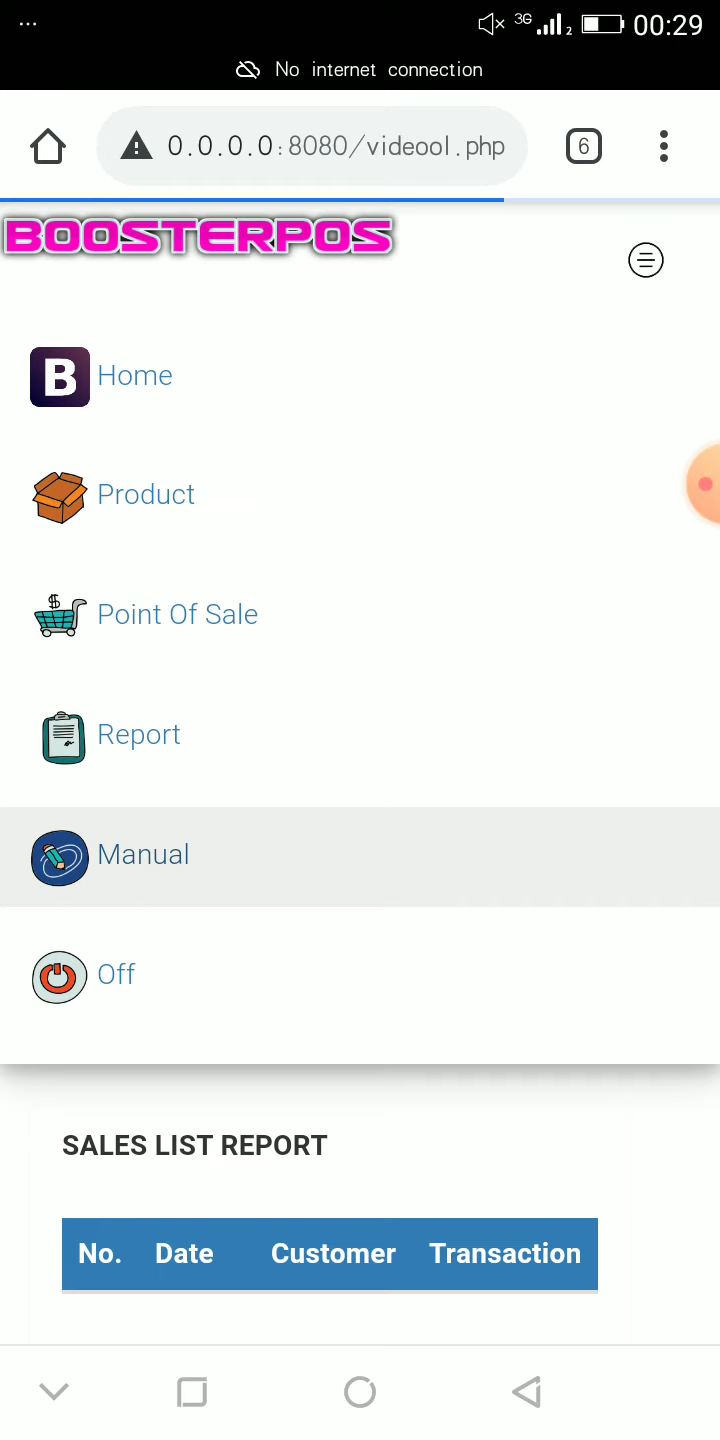 ...
3G 2 00:29
No internet connection
0.0.0.0:8080/videool.php
6
BOOSTERPOS
B Home
Product
$ Point Of Sale
Report
Manual
Off
SALES LIST REPORT
No. Date Customer Transaction